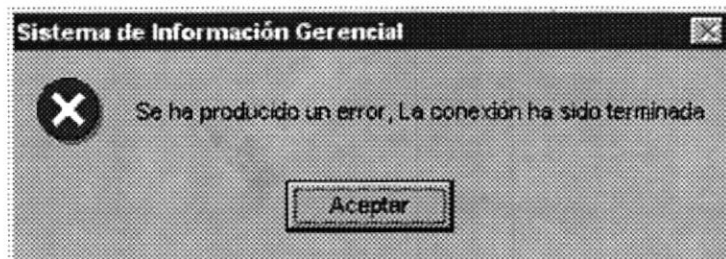 Sistema de Información Gerencial
Se ha producido un error, La conexión ha sido terminada
Aceptar